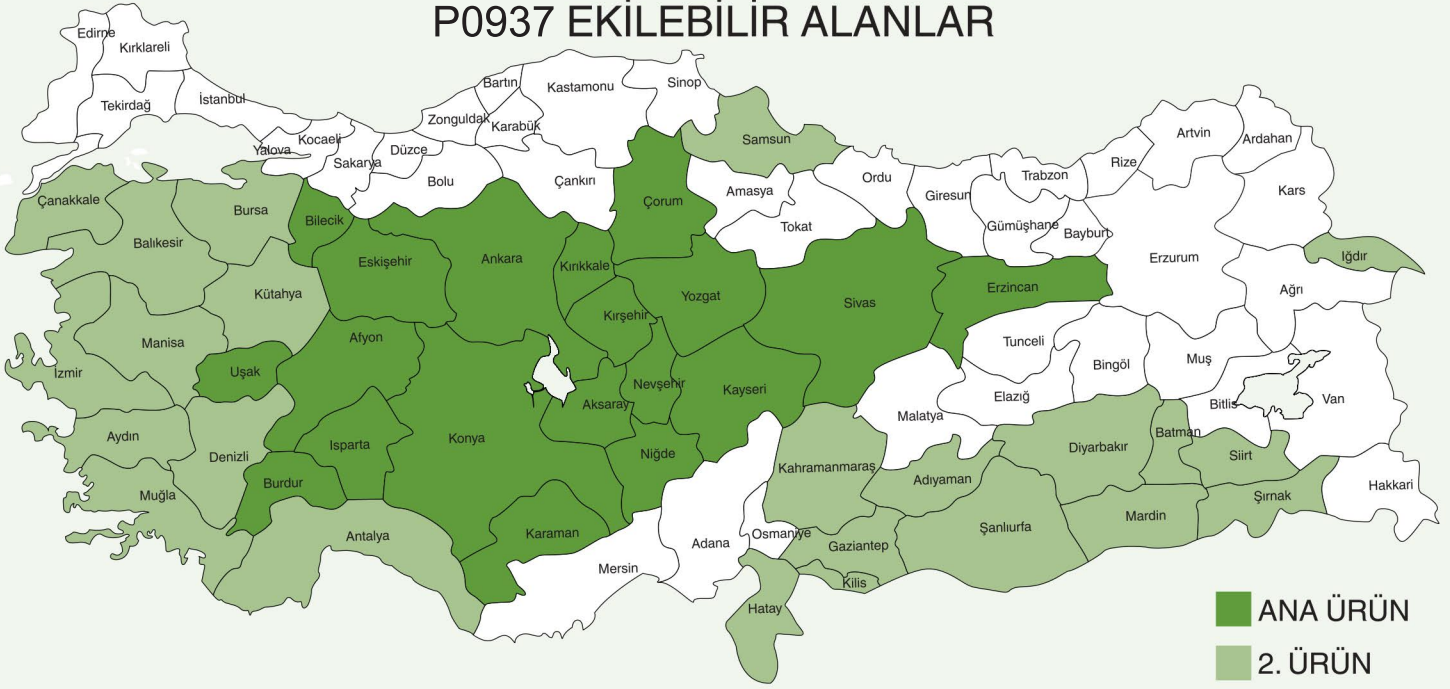 P0937 EKİLEBİLİR ALANLAR
Edirne
Kırklareli
Tekirdağ
İstanbul
Yalova
Kocaeli
Sakarya
Düzce
Bolu
Zonguldak
Bartın
Karabük
Kastamonu
Sinop
Çankırı
Samsun
Amasya
Tokat
Ordu
Giresun
Gümüşhane
Trabzon
Bayburt
Rize
Artvin
Ardahan
Kars
Iğdır
Ağrı
Erzurum
Çanakkale
Balıkesir
Bursa
Bilecik
Kütahya
Eskişehir
Ankara
Kırıkkale
Çorum
Yozgat
Kırşehir
Sivas
Erzincan
Tunceli
Bingöl
Muş
Bitlis
Van
Hakkari
İzmir
Manisa
Uşak
Afyon
Aydın
Denizli
Muğla
Burdur
Isparta
Antalya
Konya
Aksaray
Nevşehir
Kayseri
Niğde
Karaman
Mersin
Adana
Osmaniye
Hatay
Kahramanmaraş
Malatya
Elazığ
Adıyaman
Gaziantep
Kilis
Şanlıurfa
Diyarbakır
Batman
Mardin
Siirt
Şırnak
ANA ÜRÜN
2. ÜRÜN